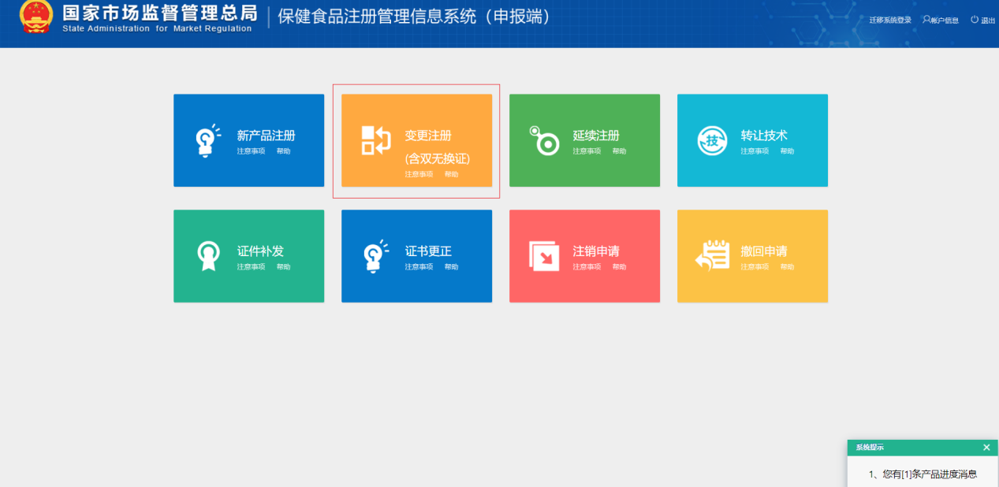 国家市场监督管理总局
State Administration for Market Regulation
保健食品注册管理信息系统（申报端）
迁移系统登录 帐户信息 退出
新产品注册
注意事项 帮助
变更注册
(含双无换证)
注意事项 帮助
延续注册
注意事项 帮助
技
转让技术
注意事项 帮助
证件补发
注意事项 帮助
证书更正
注意事项 帮助
注销申请
注意事项 帮助
撤回申请
注意事项 帮助
系统提示
1、您有[1]条产品进度消息